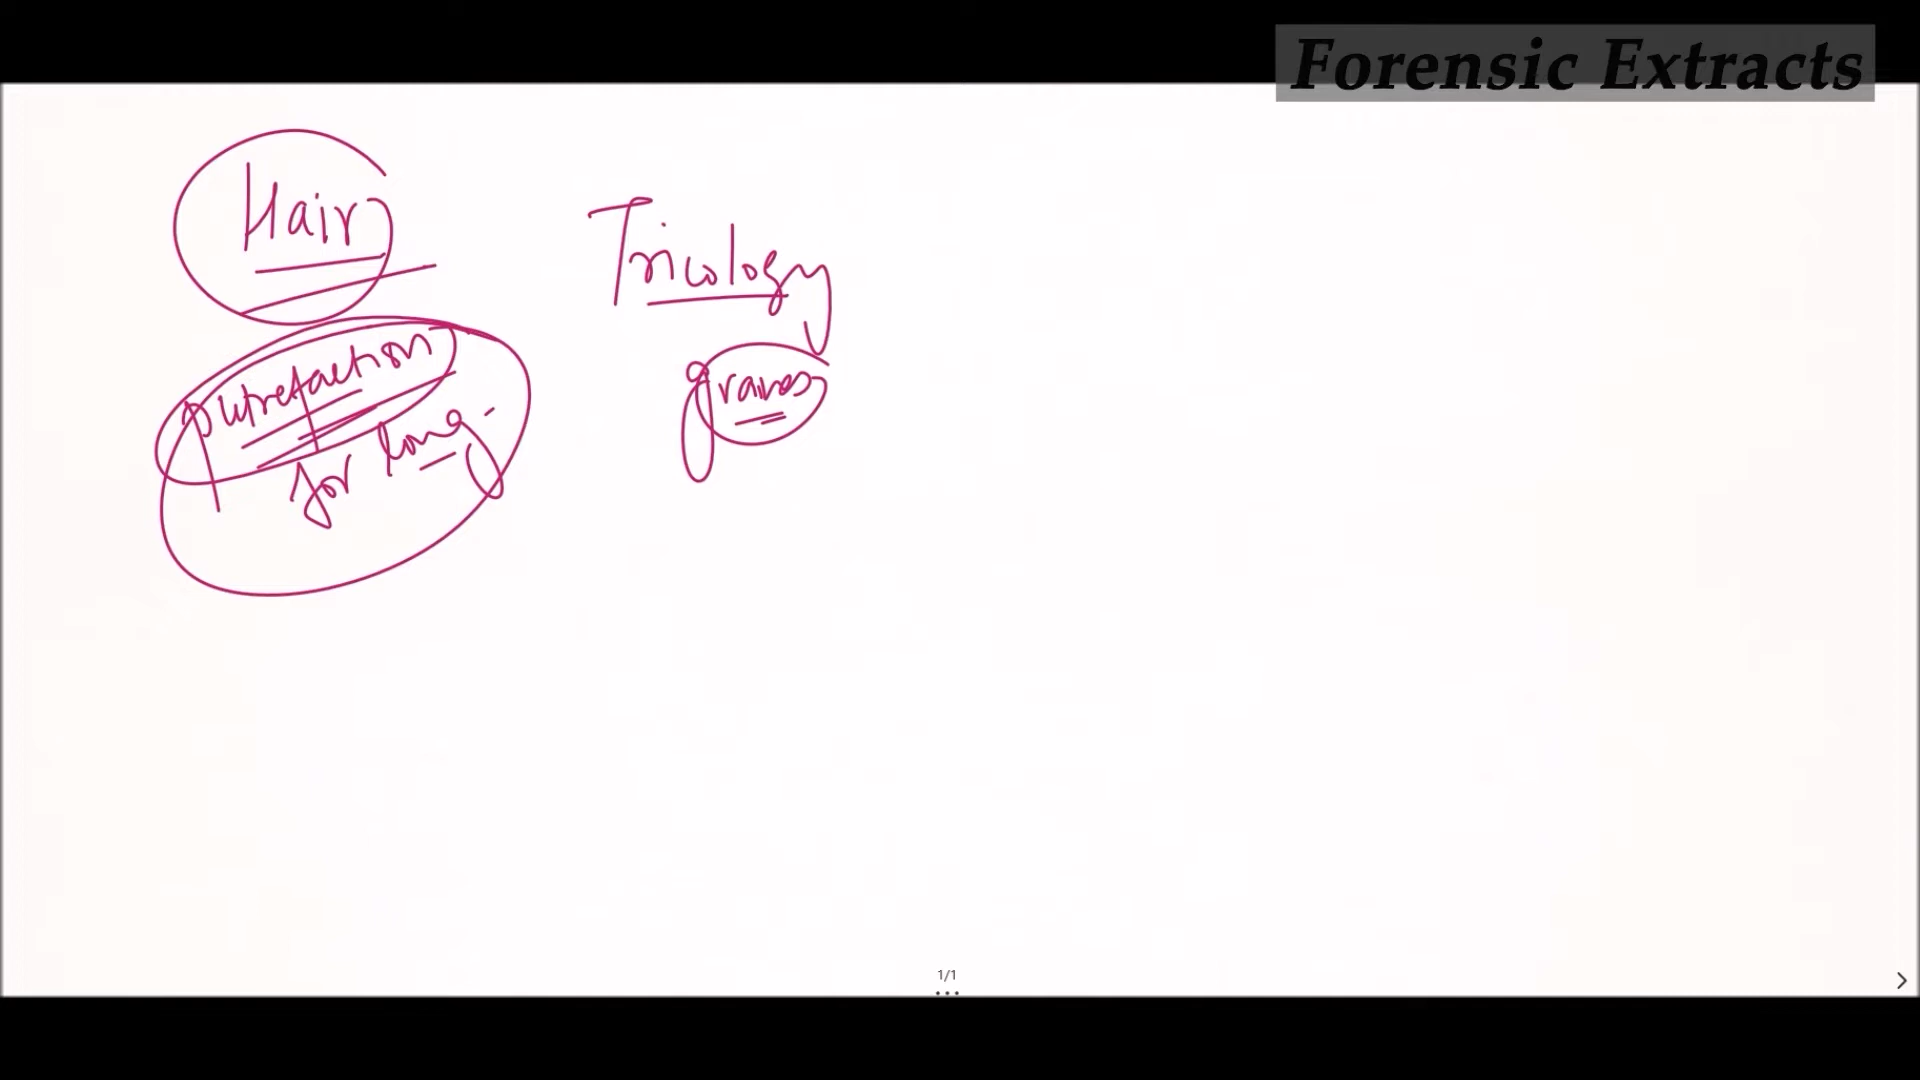 Forensic Extracts
Hair
Tricology
putrefaction
for long.
graves
1/1